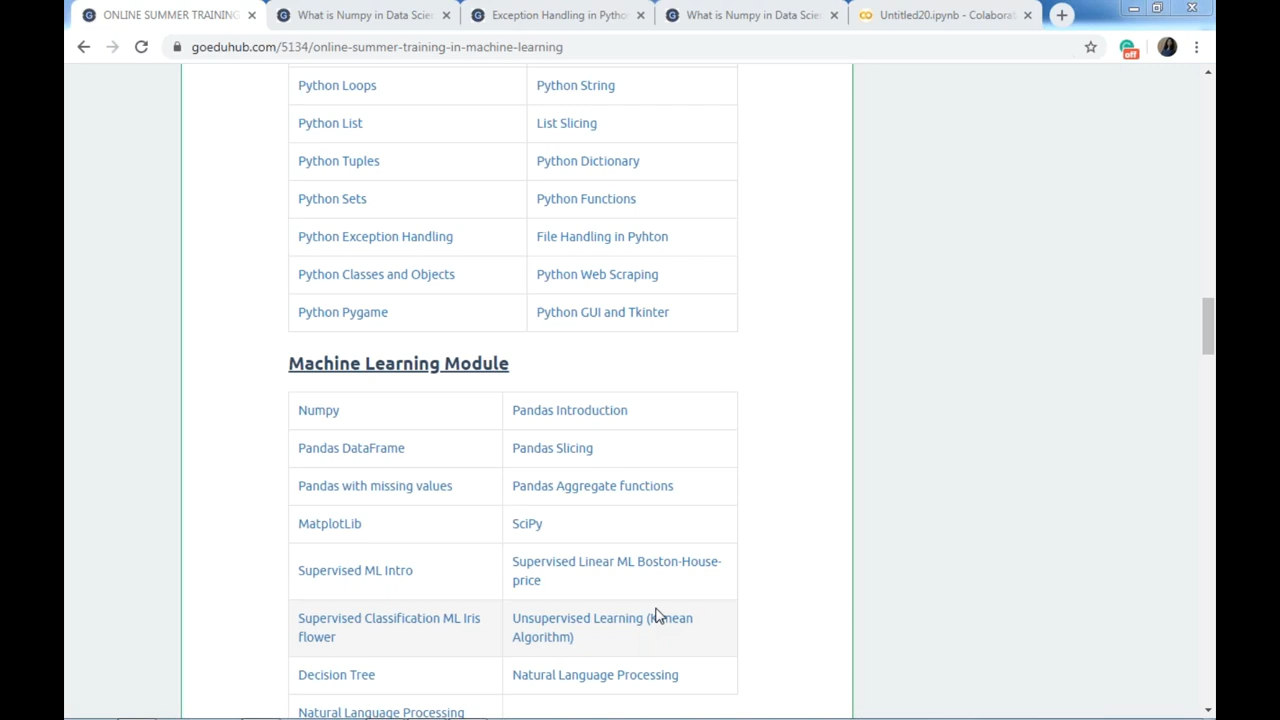 ONLINE SUMMER TRAINING
What is Numpy in Data Scien
Exception Handling in Pytho
What is Numpy in Data Scien
Untitled20.ipynb - Colaborat
goeduhub.com/5134/online-summer-training-in-machine-learning
off
Python Loops
Python String
Python List
List Slicing
Python Tuples
Python Dictionary
Python Sets
Python Functions
Python Exception Handling
File Handling in Pyhton
Python Classes and Objects
Python Web Scraping
Python Pygame
Python GUI and Tkinter
Machine Learning Module
Numpy
Pandas Introduction
Pandas DataFrame
Pandas Slicing
Pandas with missing values
Pandas Aggregate functions
MatplotLib
SciPy
Supervised ML Intro
Supervised Linear ML Boston-House-
price
Supervised Classification ML Iris
flower
Unsupervised Learning
Algorithm)
Decision Tree
Natural Language Processing
Natural Language Processing